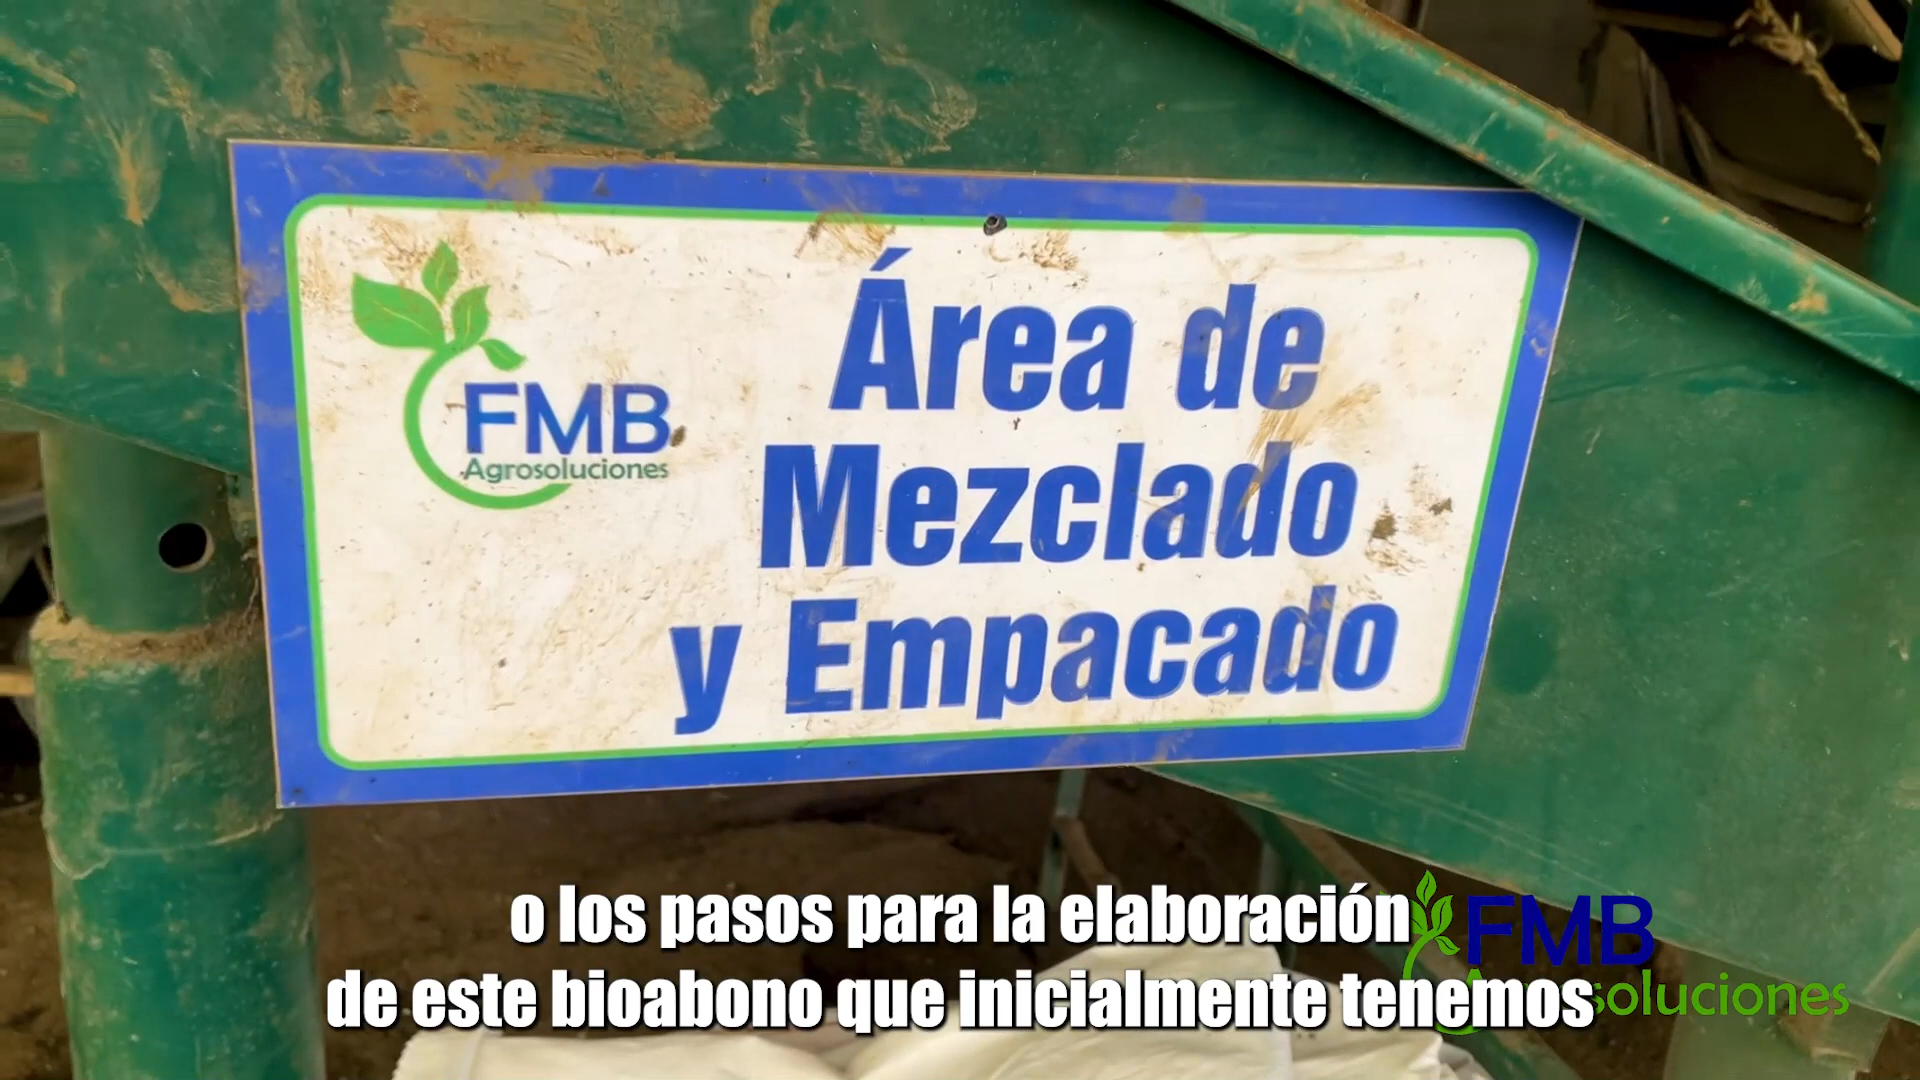 FMB
Agrosoluciones
Área de
Mezclado
y Empacado
o los pasos para la elaboración
de este bioabono que inicialmente tenemos
FMB
soluciones